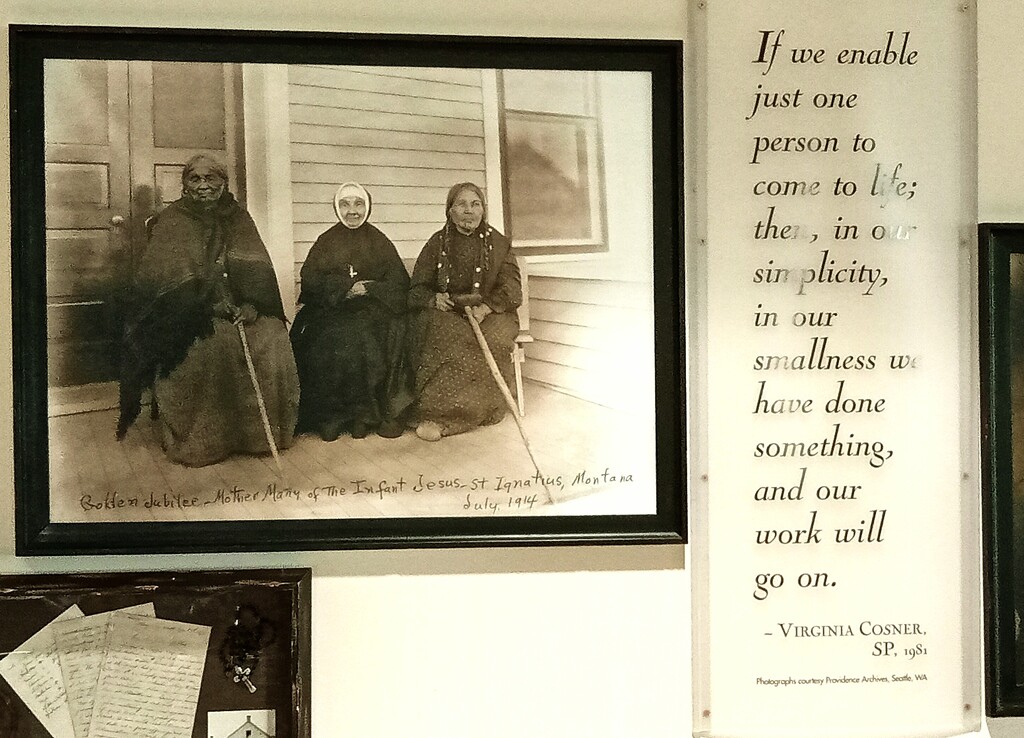 Golden Jubilee - Mother Mary of The Infant Jesus - St Ignatius, Montana
July, 1914
If we enable
just one
person to
come to life;
then, in our
simplicity,
in our
smallness we
have done
something,
and our
work will
go on.
– VIRGINIA COSNER,
SP, 1981
Photographs courtesy Providence Archives, Seattle, WA